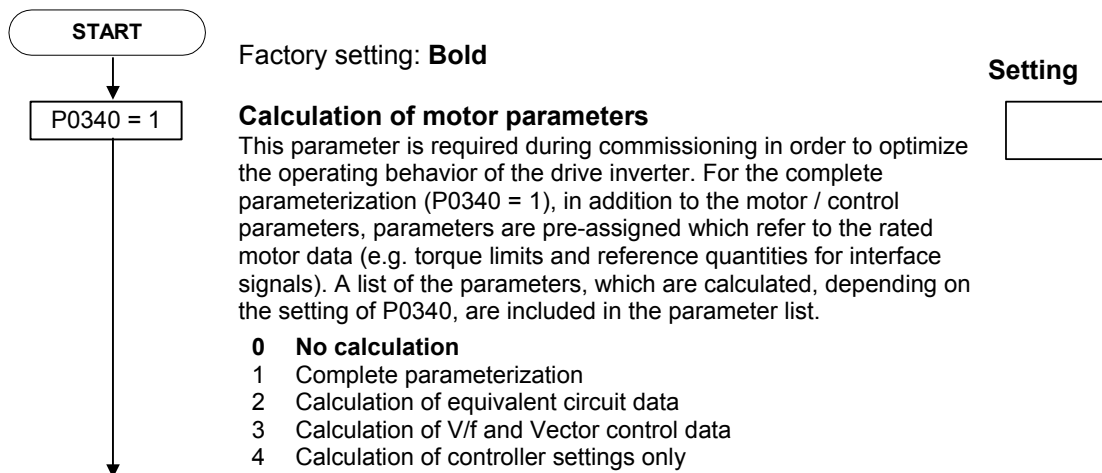 START
Factory setting: Bold
Setting
P0340 = 1
Calculation of motor parameters
This parameter is required during commissioning in order to optimize
the operating behavior of the drive inverter. For the complete
parameterization (P0340 = 1), in addition to the motor / control
parameters, parameters are pre-assigned which refer to the rated
motor data (e.g. torque limits and reference quantities for interface
signals). A list of the parameters, which are calculated, depending on
the setting of P0340, are included in the parameter list.
0 No calculation
1 Complete parameterization
2 Calculation of equivalent circuit data
3 Calculation of V/f and Vector control data
4 Calculation of controller settings only